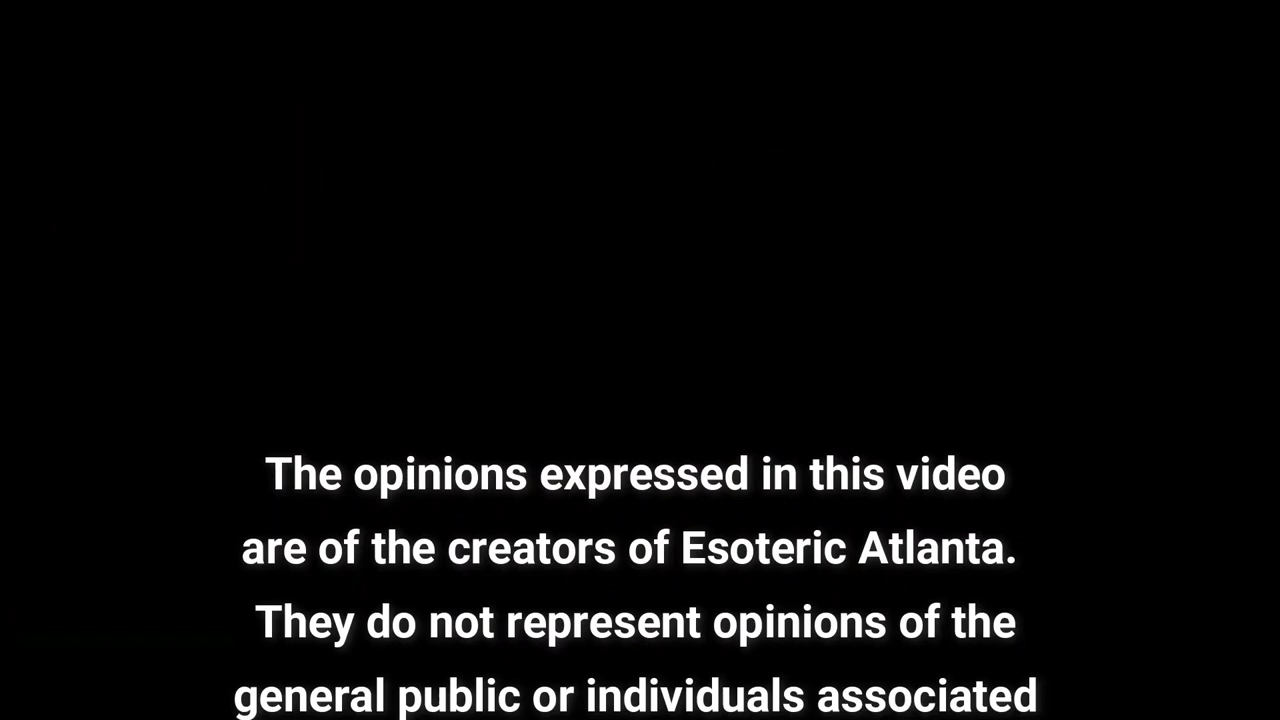 The opinions expressed in this video
are of the creators of Esoteric Atlanta.
They do not represent opinions of the
general public or individuals associated